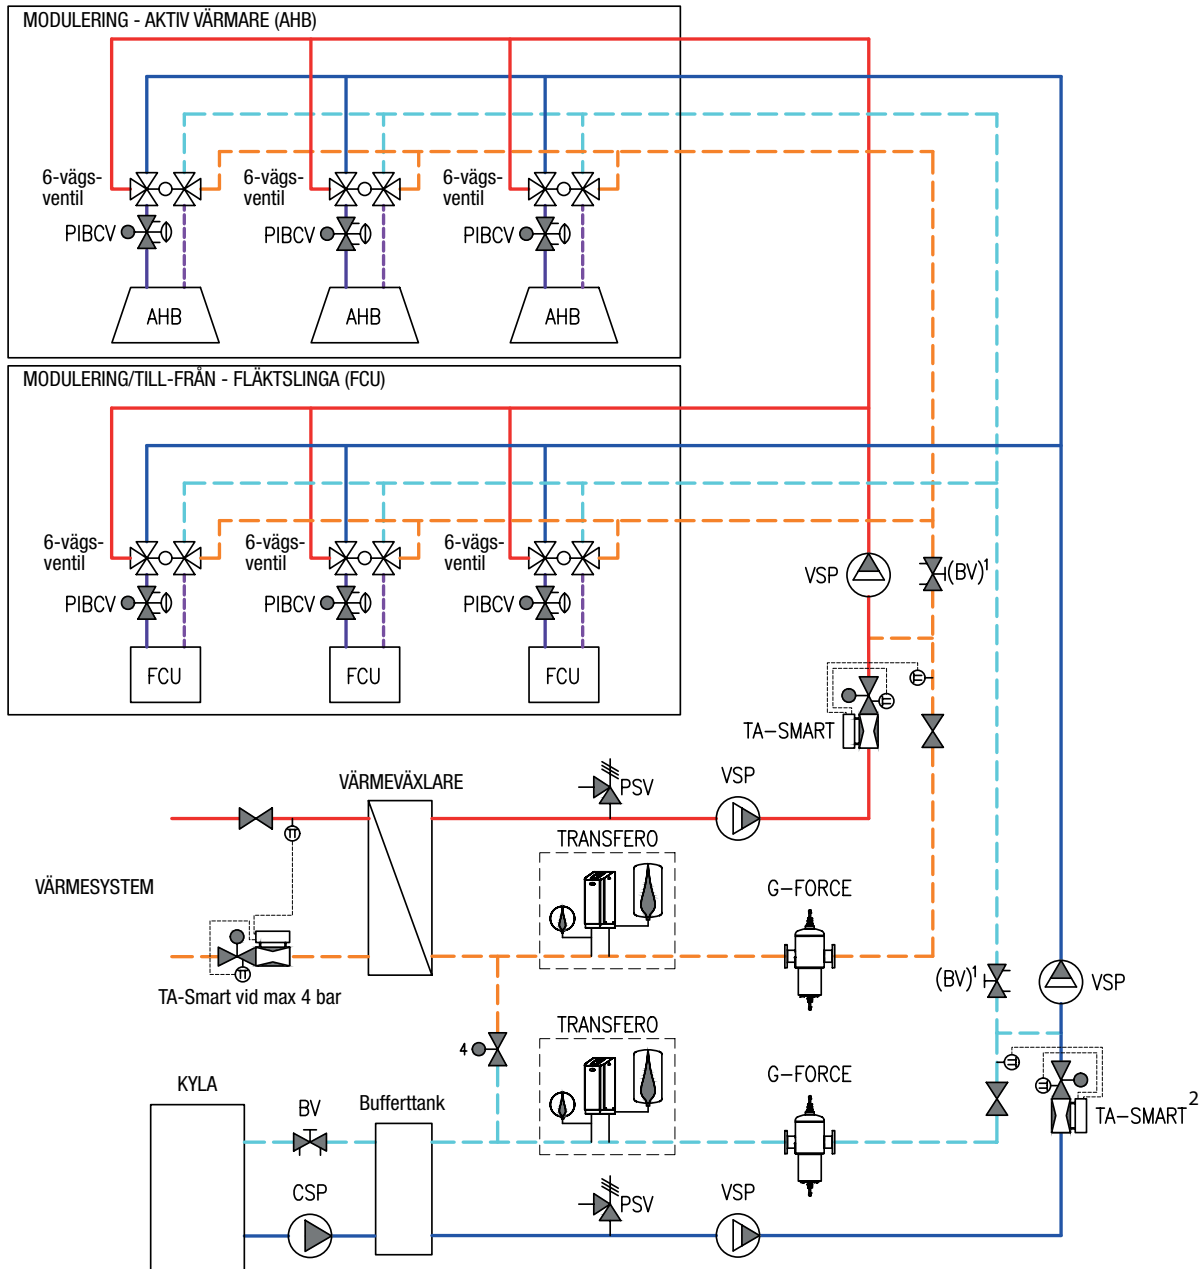 MODULERING - AKTIV VÄRMARE (AHB)
6-vägs-
ventil
6-vägs-
ventil
6-vägs-
ventil
PIBCV
PIBCV
PIBCV
AHB
AHB
AHB
MODULERING/TILL-FRÅN - FLÄKTSLINGA (FCU)
6-vägs-
ventil
6-vägs-
ventil
6-vägs-
ventil
VSP
(BV)¹
PIBCV
PIBCV
PIBCV
FCU
FCU
FCU
TA-SMART
VÄRMEVÄXLARE
PSV
VSP
TRANSFERO
VÄRMESYSTEM
G-FORCE
TA-Smart vid max 4 bar
(BV)¹
VSP
TRANSFERO
4
G-FORCE
KYLA
BV
Bufferttank
TA-SMART²
CSP
PSV
VSP